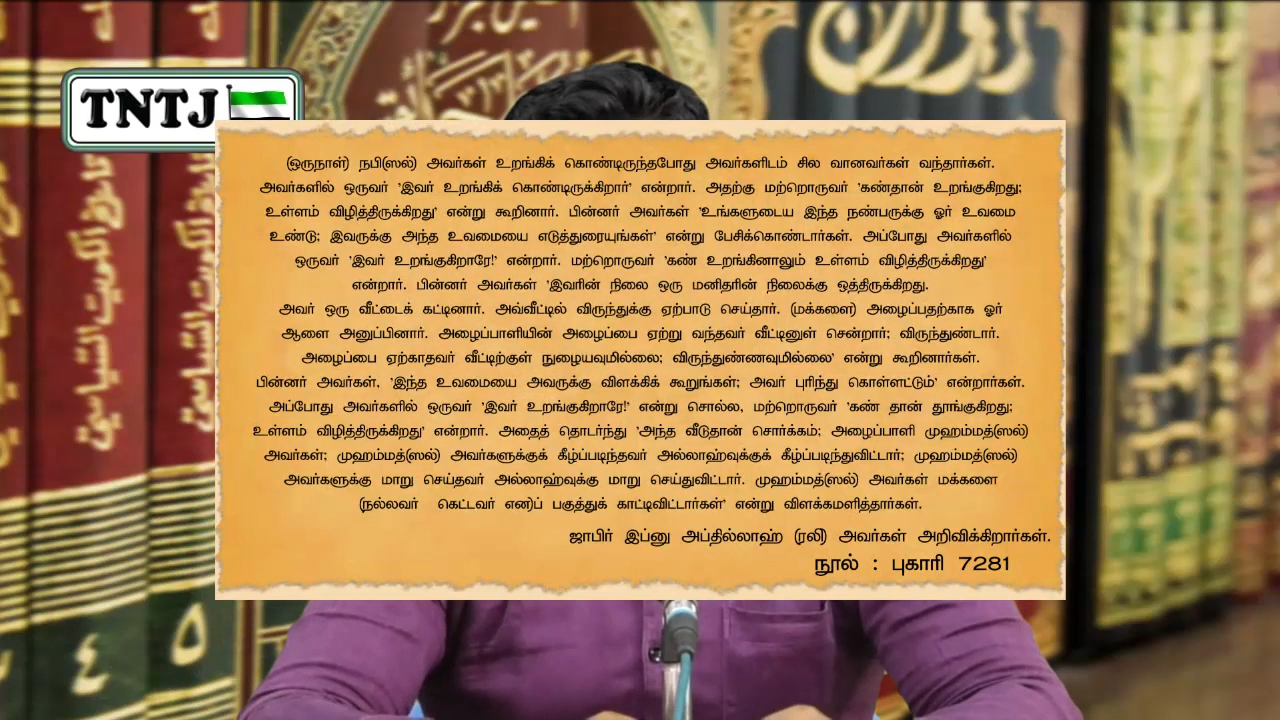 TNTJ
(ஒருநாள்) நபி(ஸல்) அவர்கள் உறங்கிக் கொண்டிருந்தபோது அவர்களிடம் சில வானவர்கள் வந்தார்கள்.
அவர்களில் ஒருவர் 'இவர் உறங்கிக் கொண்டிருக்கிறார்' என்றார். அதற்கு மற்றொருவர் 'கண்தான் உறங்குகிறது;
உள்ளம் விழித்திருக்கிறது' என்று கூறினார். பின்னர் அவர்கள் 'உங்களுடைய இந்த நண்பருக்கு ஓர் உவமை
உண்டு; இவருக்கு அந்த உவமையை எடுத்துரையுங்கள்' என்று பேசிக்கொண்டார்கள். அப்போது அவர்களில்
ஒருவர் 'இவர் உறங்குகிறாரே!' என்றார். மற்றொருவர் 'கண் உறங்கினாலும் உள்ளம் விழித்திருக்கிறது'
என்றார். பின்னர் அவர்கள் 'இவரின் நிலை ஒரு மனிதரின் நிலைக்கு ஒத்திருக்கிறது.
அவர் ஒரு வீட்டைக் கட்டினார். அவ்வீட்டில் விருந்துக்கு ஏற்பாடு செய்தார். (மக்களை) அழைப்பதற்காக ஓர்
ஆளை அனுப்பினார். அழைப்பாளியின் அழைப்பை ஏற்று வந்தவர் வீட்டினுள் சென்றார்; விருந்துண்டார்.
அழைப்பை ஏற்காதவர் வீட்டிற்குள் நுழையவுமில்லை; விருந்துண்ணவுமில்லை' என்று கூறினார்கள்.
பின்னர் அவர்கள், 'இந்த உவமையை அவருக்கு விளக்கிக் கூறுங்கள்; அவர் புரிந்து கொள்ளட்டும்' என்றார்கள்.
அப்போது அவர்களில் ஒருவர் 'இவர் உறங்குகிறாரே!' என்று சொல்ல, மற்றொருவர் 'கண் தான் தூங்குகிறது;
உள்ளம் விழித்திருக்கிறது' என்றார். அதைத் தொடர்ந்து 'அந்த வீடுதான் சொர்க்கம்; அழைப்பாளி முஹம்மத்(ஸல்)
அவர்கள்; முஹம்மத்(ஸல்) அவர்களுக்குக் கீழ்ப்படிந்தவர் அல்லாஹ்வுக்குக் கீழ்ப்படிந்துவிட்டார்; முஹம்மத்(ஸல்)
அவர்களுக்கு மாறு செய்தவர் அல்லாஹ்வுக்கு மாறு செய்துவிட்டார். முஹம்மத்(ஸல்) அவர்கள் மக்களை
(நல்லவர் கெட்டவர் என)ப் பகுத்துக் காட்டிவிட்டார்கள்' என்று விளக்கமளித்தார்கள்.
ஜாபிர் இப்னு அப்தில்லாஹ் (ரலி) அவர்கள் அறிவிக்கிறார்கள்.
நூல் : புகாரி 7281
٤
٥